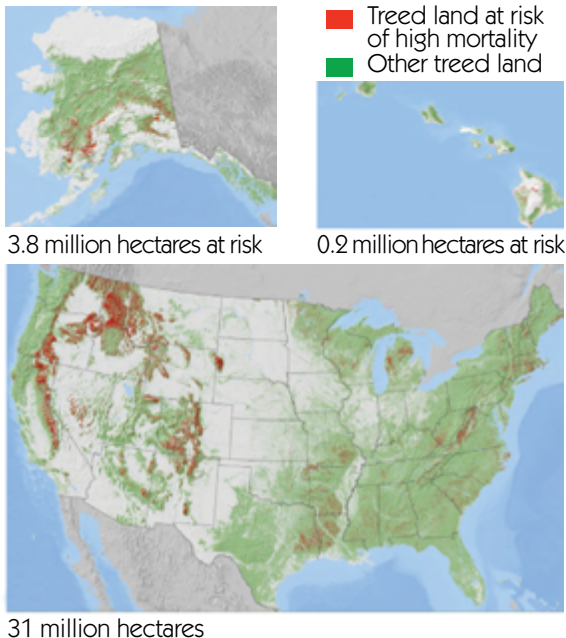 Treed land at risk
of high mortality
Other treed land
3.8 million hectares at risk
0.2 million hectares at risk
31 million hectares